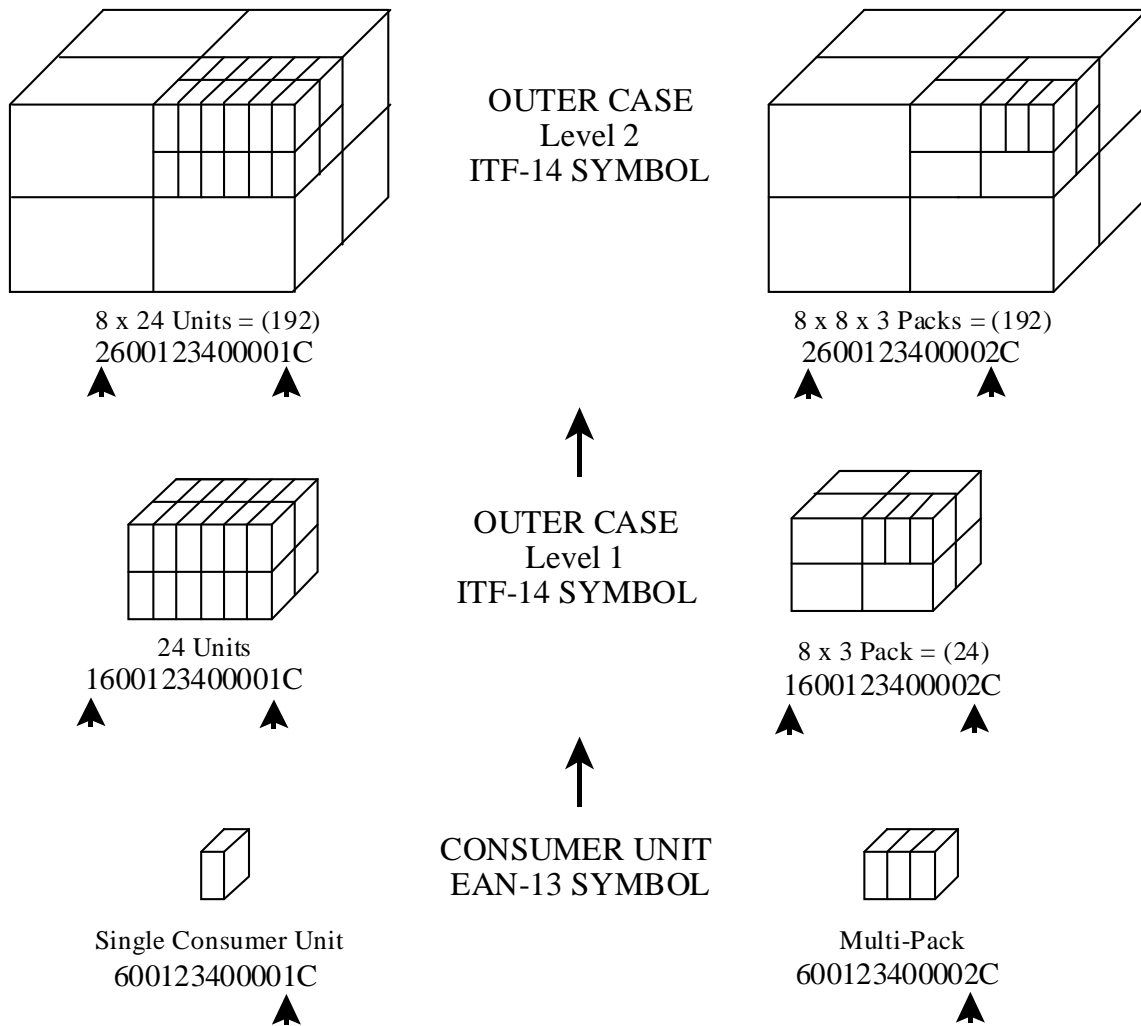 OUTER CASE
Level 2
ITF-14 SYMBOL
8 x 24 Units = (192)
2600123400001C
8 x 8 x 3 Packs = (192)
2600123400002C
OUTER CASE
Level 1
ITF-14 SYMBOL
24 Units
1600123400001C
8 x 3 Pack = (24)
1600123400002C
CONSUMER UNIT
EAN-13 SYMBOL
Single Consumer Unit
600123400001C
Multi-Pack
600123400002C